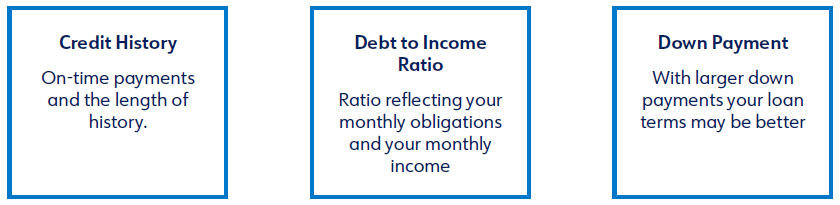 Credit History
On-time payments
and the length of
history.
Debt to Income
Ratio
Ratio reflecting your
monthly obligations
and your monthly
income
Down Payment
With larger down
payments your loan
terms may be better